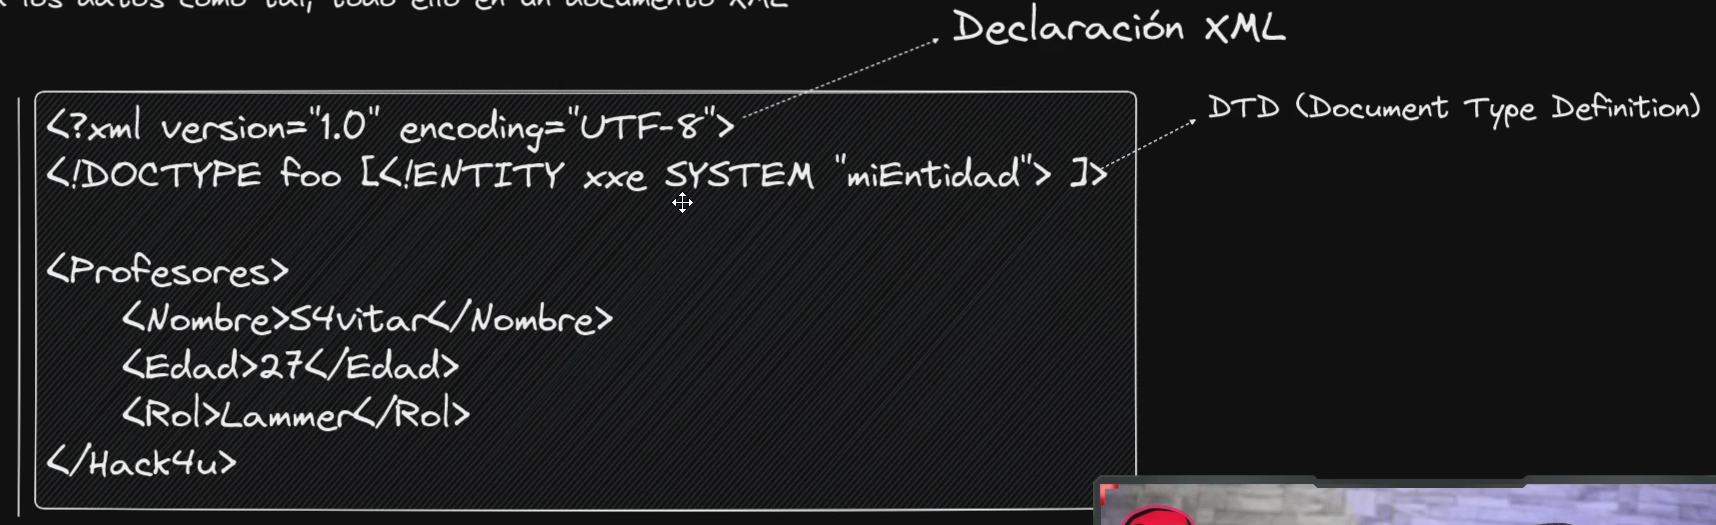 los datos como tal, todo ello en un documento XML
Declaración XML
DTD (Document Type Definition)
<?xml version="1.0" encoding="UTF-8">
<!DOCTYPE foo [<!ENTITY xxe SYSTEM "miEntidad"> ]>
<Profesores>
<Nombre>S4vitar</Nombre>
<Edad>27</Edad>
<Rol>Lammer</Rol>
</Hack4u>